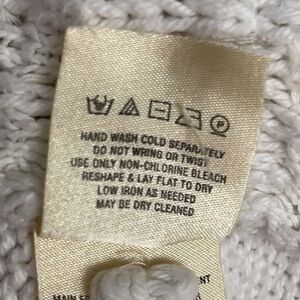 HAND WASH COLD SEPARATELY
DO NOT WRING OR TWIST
USE ONLY NON-CHLORINE BLEACH
RESHAPE & LAY FLAT TO DRY
LOW IRON AS NEEDED
MAY BE DRY CLEANED